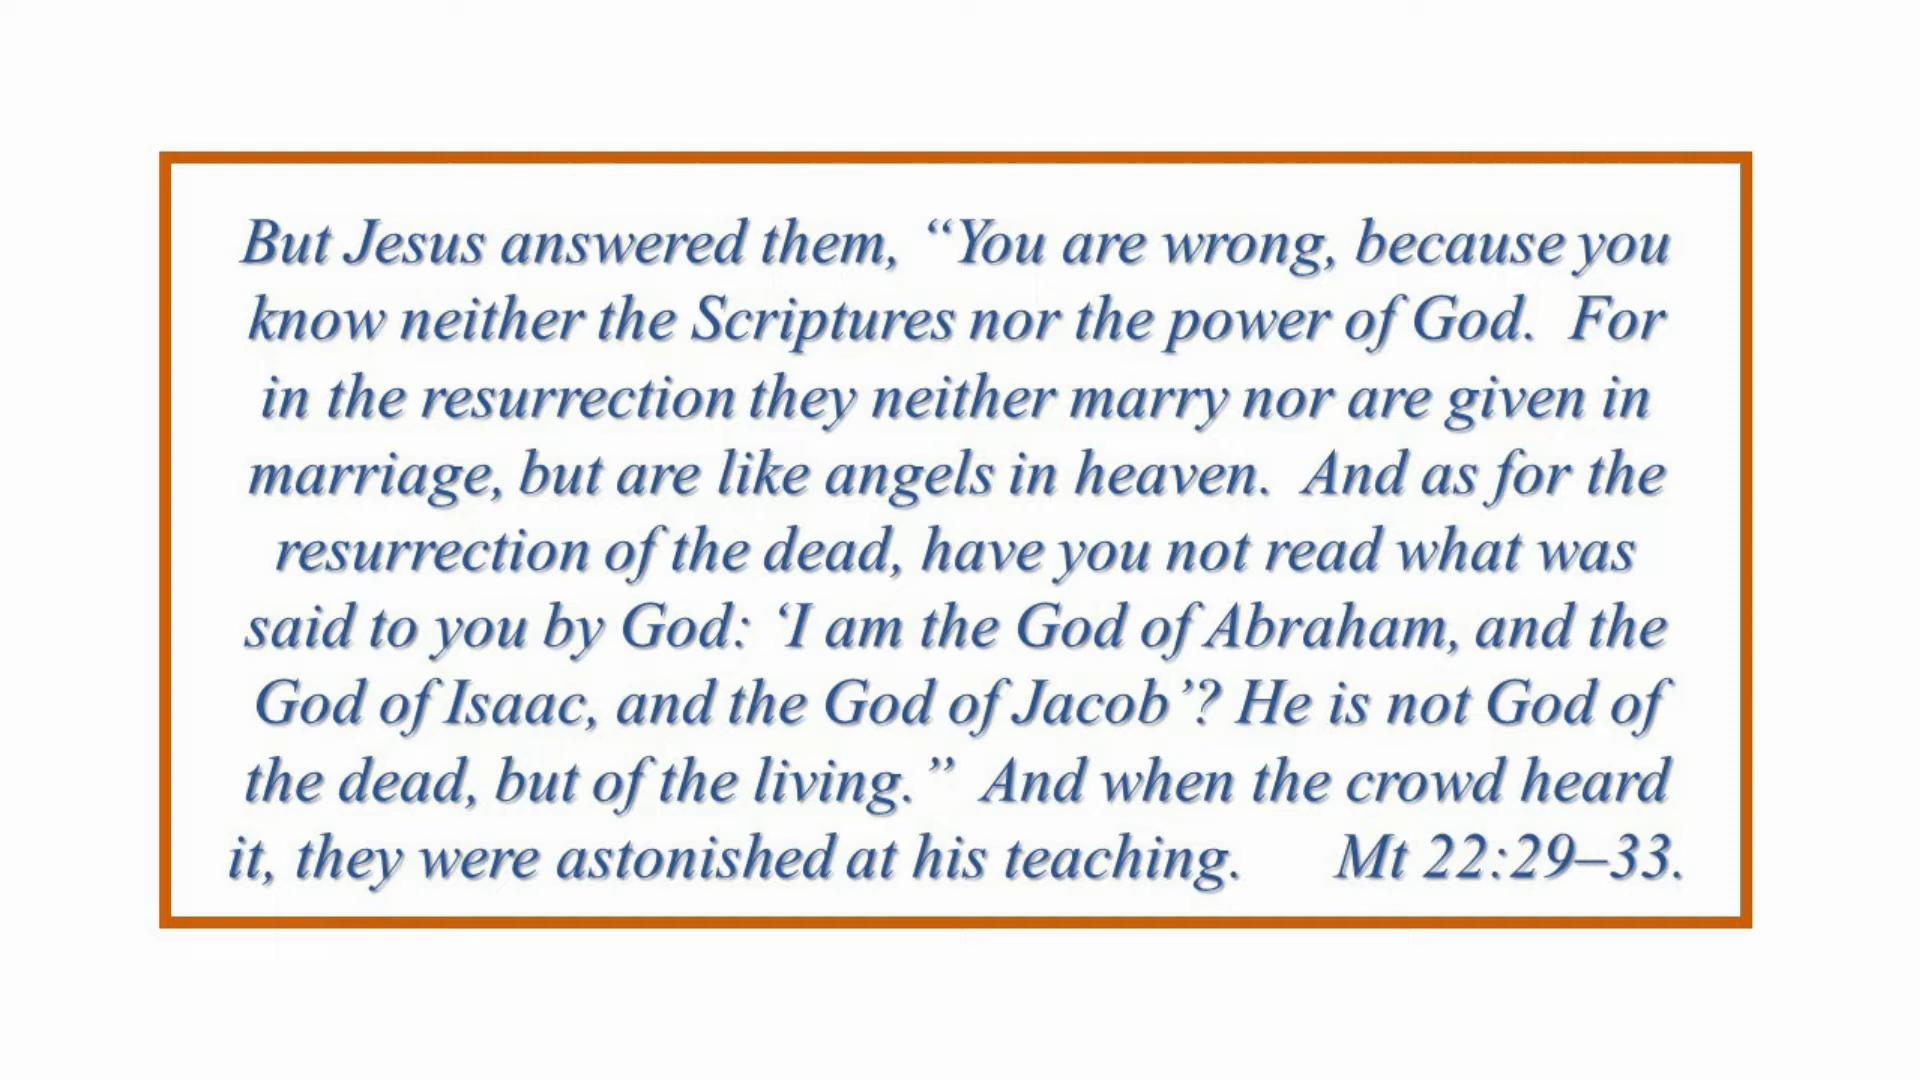 But Jesus answered them, “You are wrong, because you
know neither the Scriptures nor the power of God.  For
in the resurrection they neither marry nor are given in
marriage, but are like angels in heaven.  And as for the
resurrection of the dead, have you not read what was
said to you by God: ‘I am the God of Abraham, and the
God of Isaac, and the God of Jacob’? He is not God of
the dead, but of the living.”  And when the crowd heard
it, they were astonished at his teaching.      Mt 22:29–33.